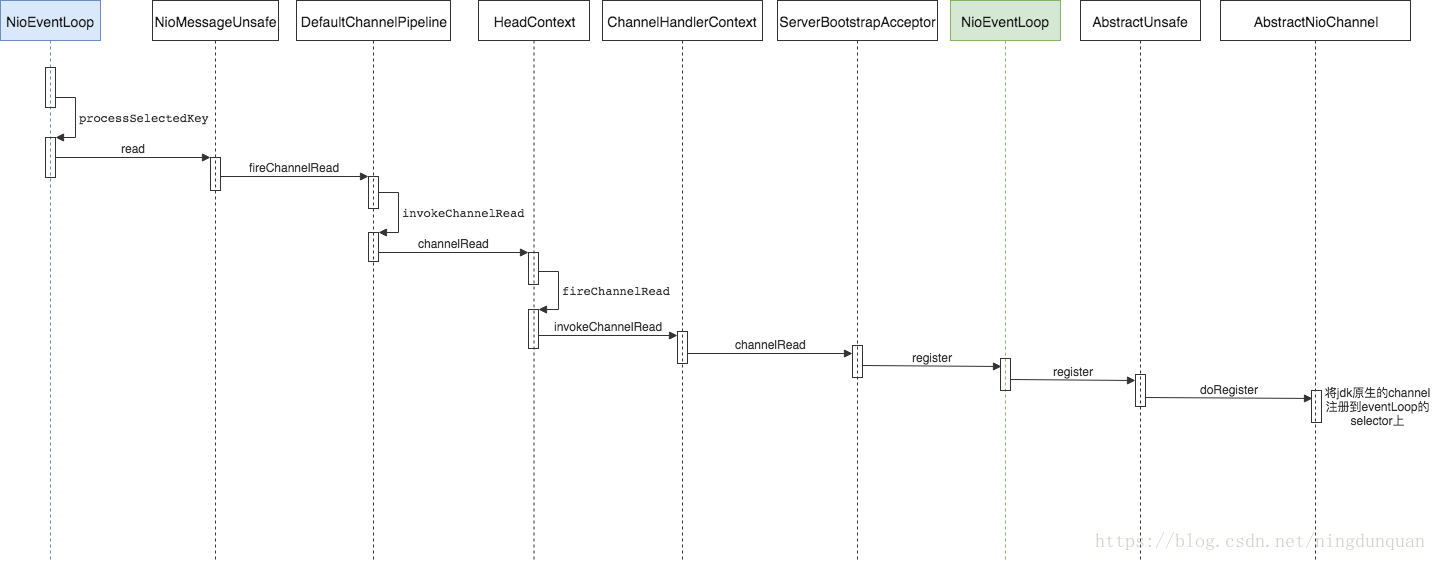 NioEventLoop
NioMessageUnsafe
DefaultChannelPipeline
HeadContext
ChannelHandlerContext
ServerBootstrapAcceptor
NioEventLoop
AbstractUnsafe
AbstractNioChannel
processSelectedKey
read
fireChannelRead
invokeChannelRead
channelRead
fireChannelRead
invokeChannelRead
channelRead
register
register
doRegister
将jdk原生的channel
注册到eventLoop的
selector上
https://blog.csdn.net/ningdunquan